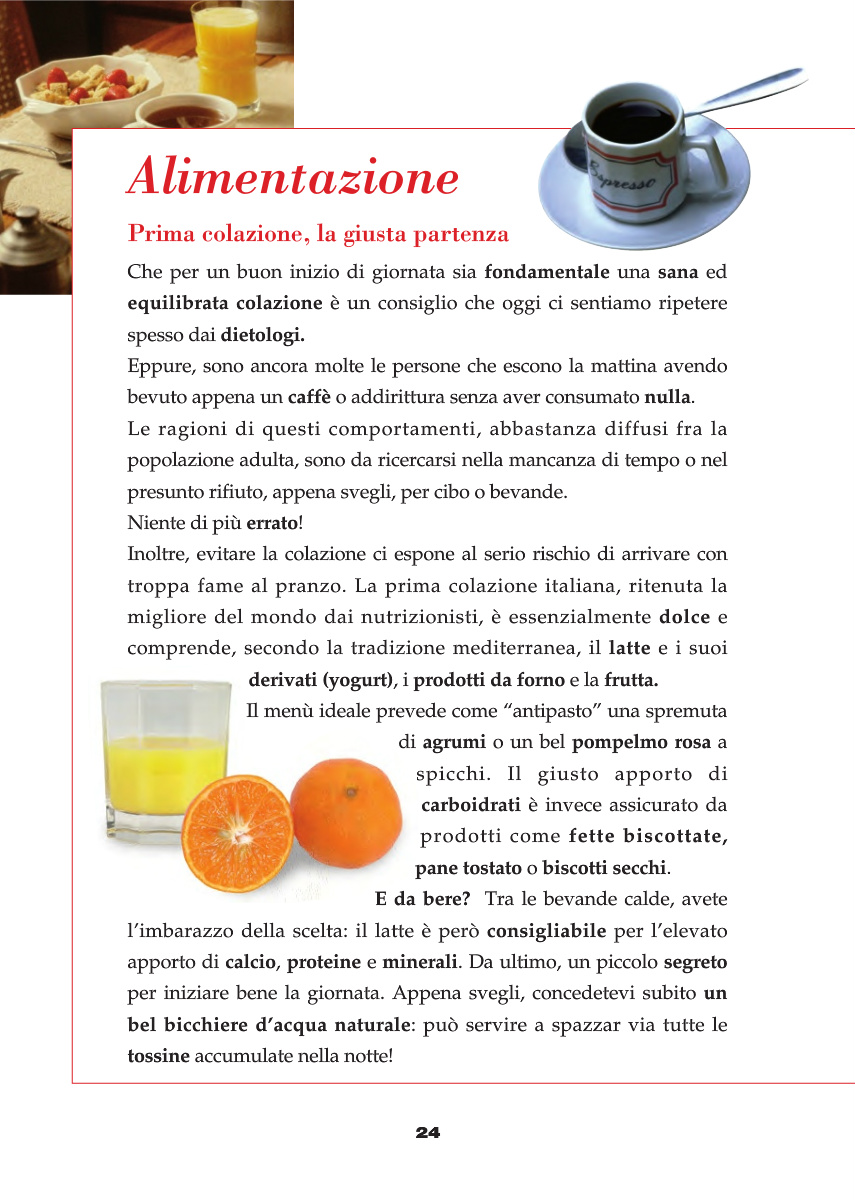 Espresso
Alimentazione
Prima colazione, la giusta partenza
Che per un buon inizio di giornata sia fondamentale una sana ed
equilibrata colazione è un consiglio che oggi ci sentiamo ripetere
spesso dai dietologi.
Eppure, sono ancora molte le persone che escono la mattina avendo
bevuto appena un caffè o addirittura senza aver consumato nulla.
Le ragioni di questi comportamenti, abbastanza diffusi fra la
popolazione adulta, sono da ricercarsi nella mancanza di tempo o nel
presunto rifiuto, appena svegli, per cibo o bevande.
Niente di più errato!
Inoltre, evitare la colazione ci espone al serio rischio di arrivare con
troppa fame al pranzo. La prima colazione italiana, ritenuta la
migliore del mondo dai nutrizionisti, è essenzialmente dolce e
comprende, secondo la tradizione mediterranea, il latte e i suoi
derivati (yogurt), i prodotti da forno e la frutta.
Il menù ideale prevede come “antipasto” una spremuta
di agrumi o un bel pompelmo rosa a
spicchi. Il giusto apporto di
carboidrati è invece assicurato da
prodotti come fette biscottate,
pane tostato o biscotti secchi.
E da bere? Tra le bevande calde, avete
l’imbarazzo della scelta: il latte è però consigliabile per l’elevato
apporto di calcio, proteine e minerali. Da ultimo, un piccolo segreto
per iniziare bene la giornata. Appena svegli, concedetevi subito un
bel bicchiere d’acqua naturale: può servire a spazzar via tutte le
tossine accumulate nella notte!
24